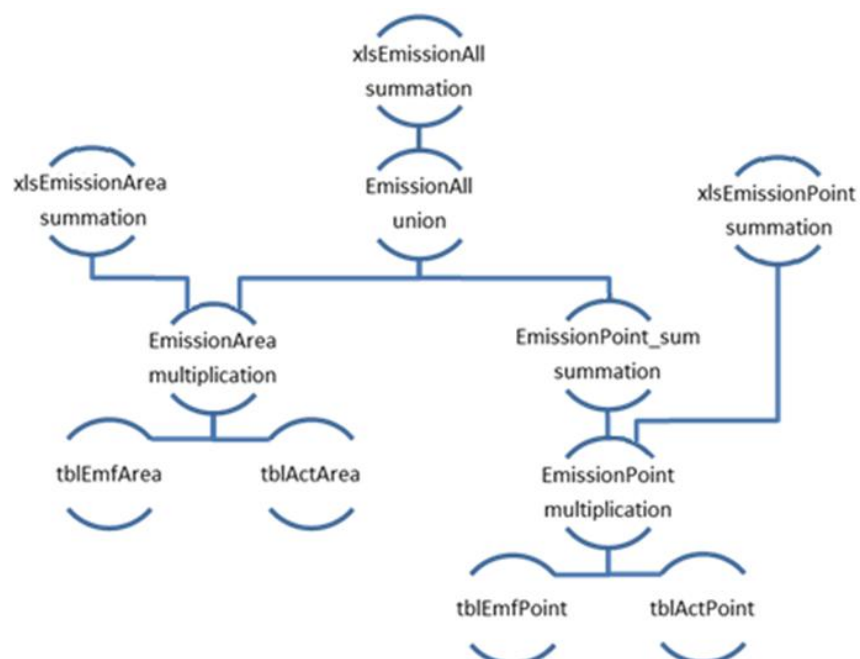 xlsEmissionAll
summation
xlsEmissionArea
summation
EmissionAll
union
xlsEmissionPoint
summation
EmissionArea
multiplication
EmissionPoint_sum
summation
tblEmfArea
tblActArea
EmissionPoint
multiplication
tblEmfPoint
tblActPoint